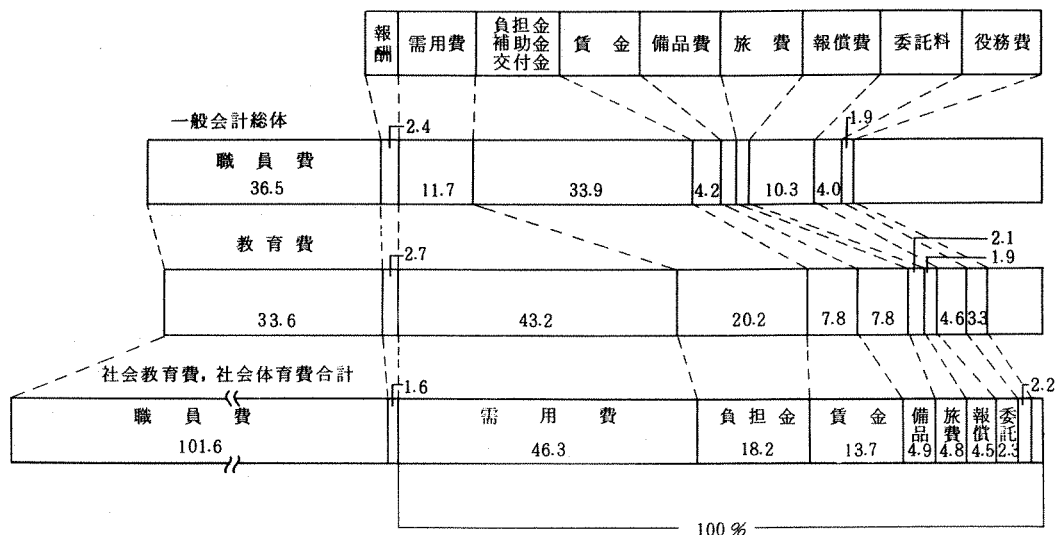 報酬 需用費 負担金 補助金 交付金 賃金 備品費 旅費 報償費 委託料 役務費
一般会計総体
2.4 1.9
職員費
36.5 11.7 33.9 4.2 10.3 4.0
教育費
2.7 2.1
1.9
33.6 43.2 20.2 7.8 7.8 4.6 3.3
社会教育費,社会体育費合計
1.6 2.2
職員費 需用費 負担金 賃金 備品 旅費 報償 委託
101.6 46.3 18.2 13.7 4.9 4.8 4.5 2.3
100%